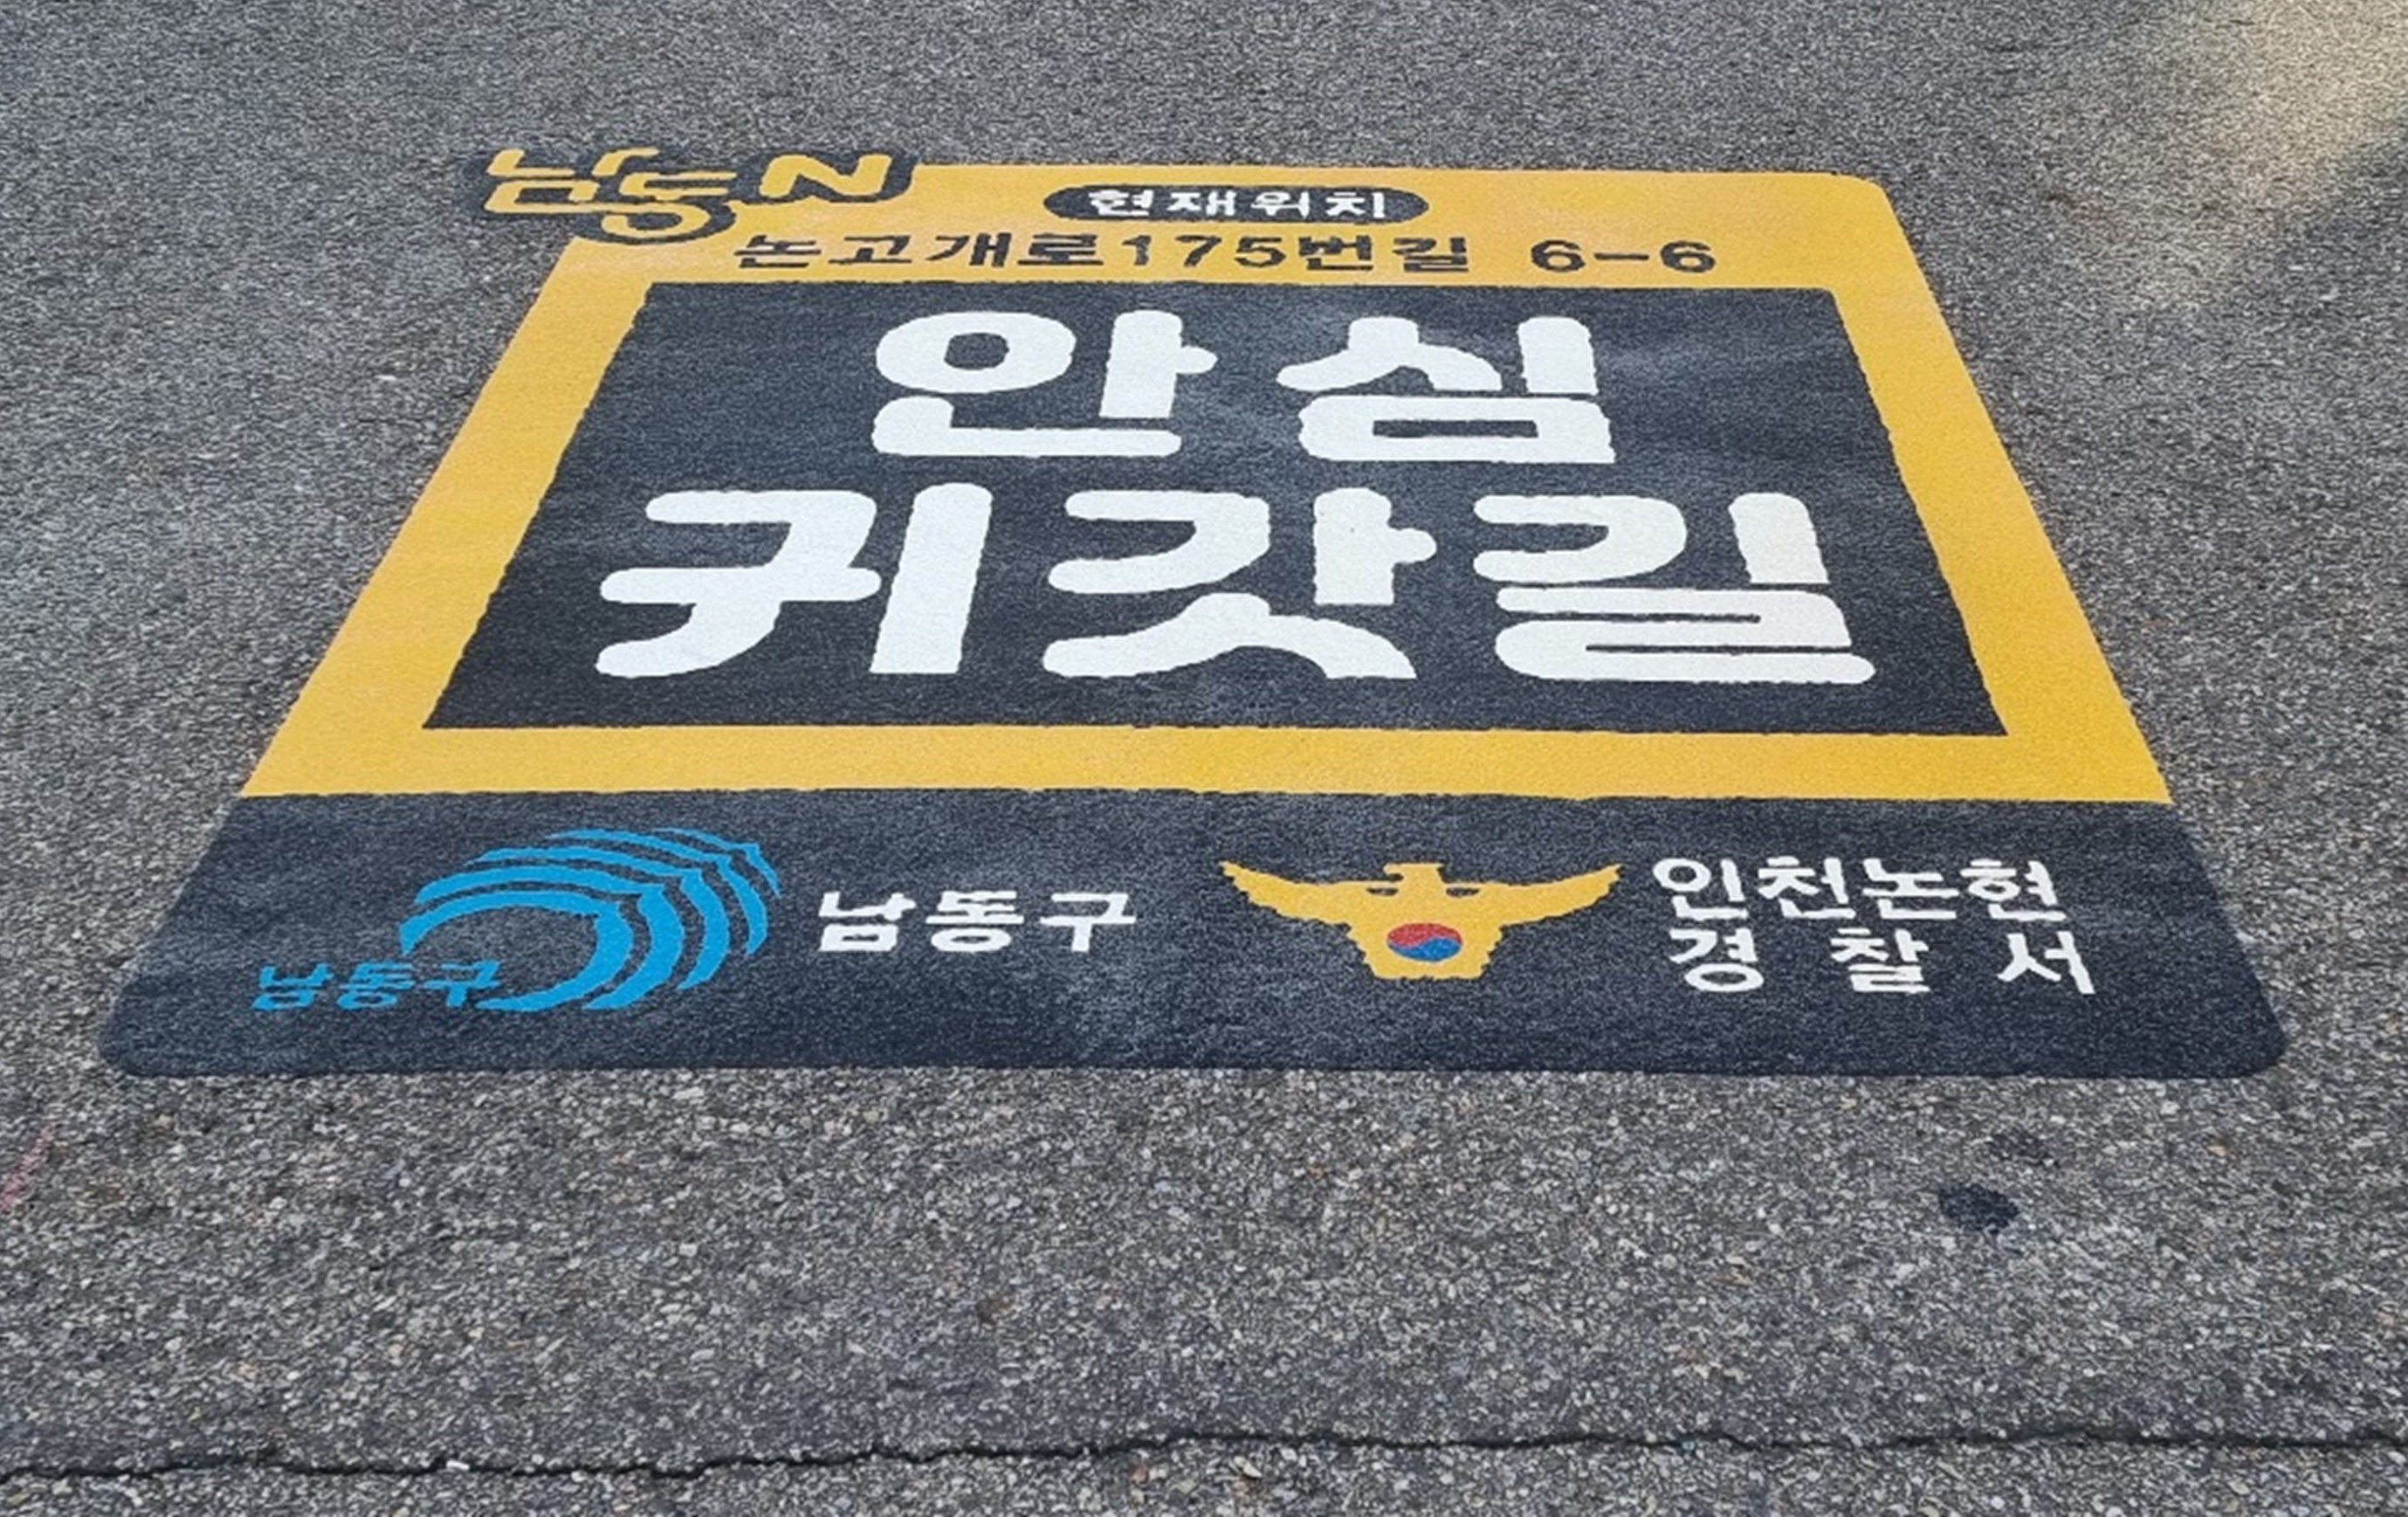 남동 N
현재위치
논고개로175번길 6-6
안심
귀갓길
남동구
남동구
인천논현
경찰서